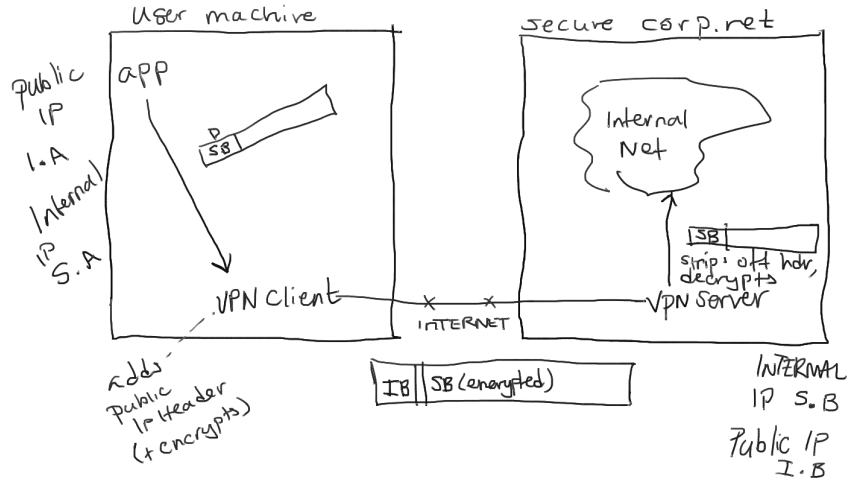 User machine
secure corp.net
Public
IP
I.A
Internal
IP
S.A
app
D
SB
Internal
Net
SB
strips off hdr,
decrypts
VPN Client
INTERNET
VPN Server
adds
Public
IP Header
(+ encrypts)
IB SB (encrypted)
INTERNAL
IP S.B
Public IP
I.B